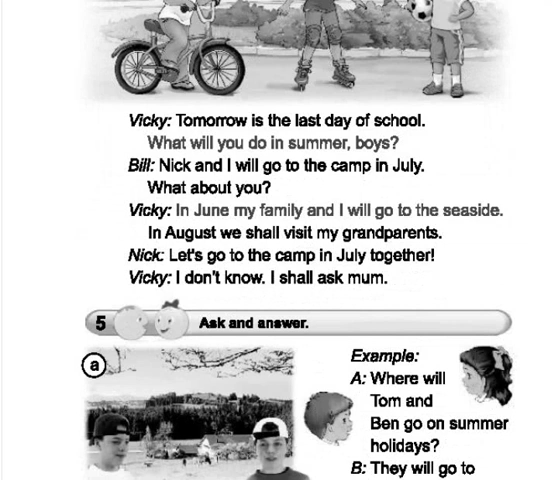 Vicky: Tomorrow is the last day of school.
What will you do in summer, boys?
Bill: Nick and I will go to the camp in July.
What about you?
Vicky: In June my family and I will go to the seaside.
In August we shall visit my grandparents.
Nick: Let's go to the camp in July together!
Vicky: I don't know. I shall ask mum.
5 Ask and answer.
a
Example:
A: Where will
Tom and
Ben go on summer
holidays?
B: They will go to